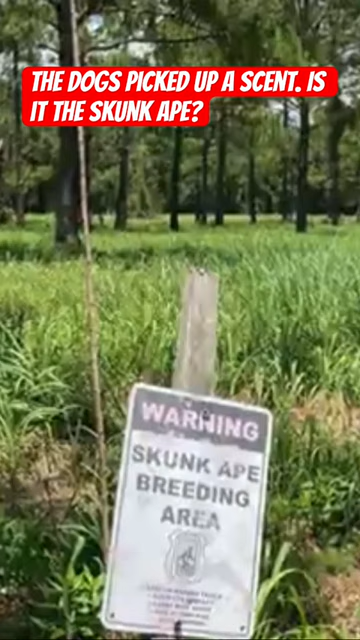 THE DOGS PICKED UP A SCENT. IS
IT THE SKUNK APE?
WARNING
SKUNK APE
BREEDING
AREA